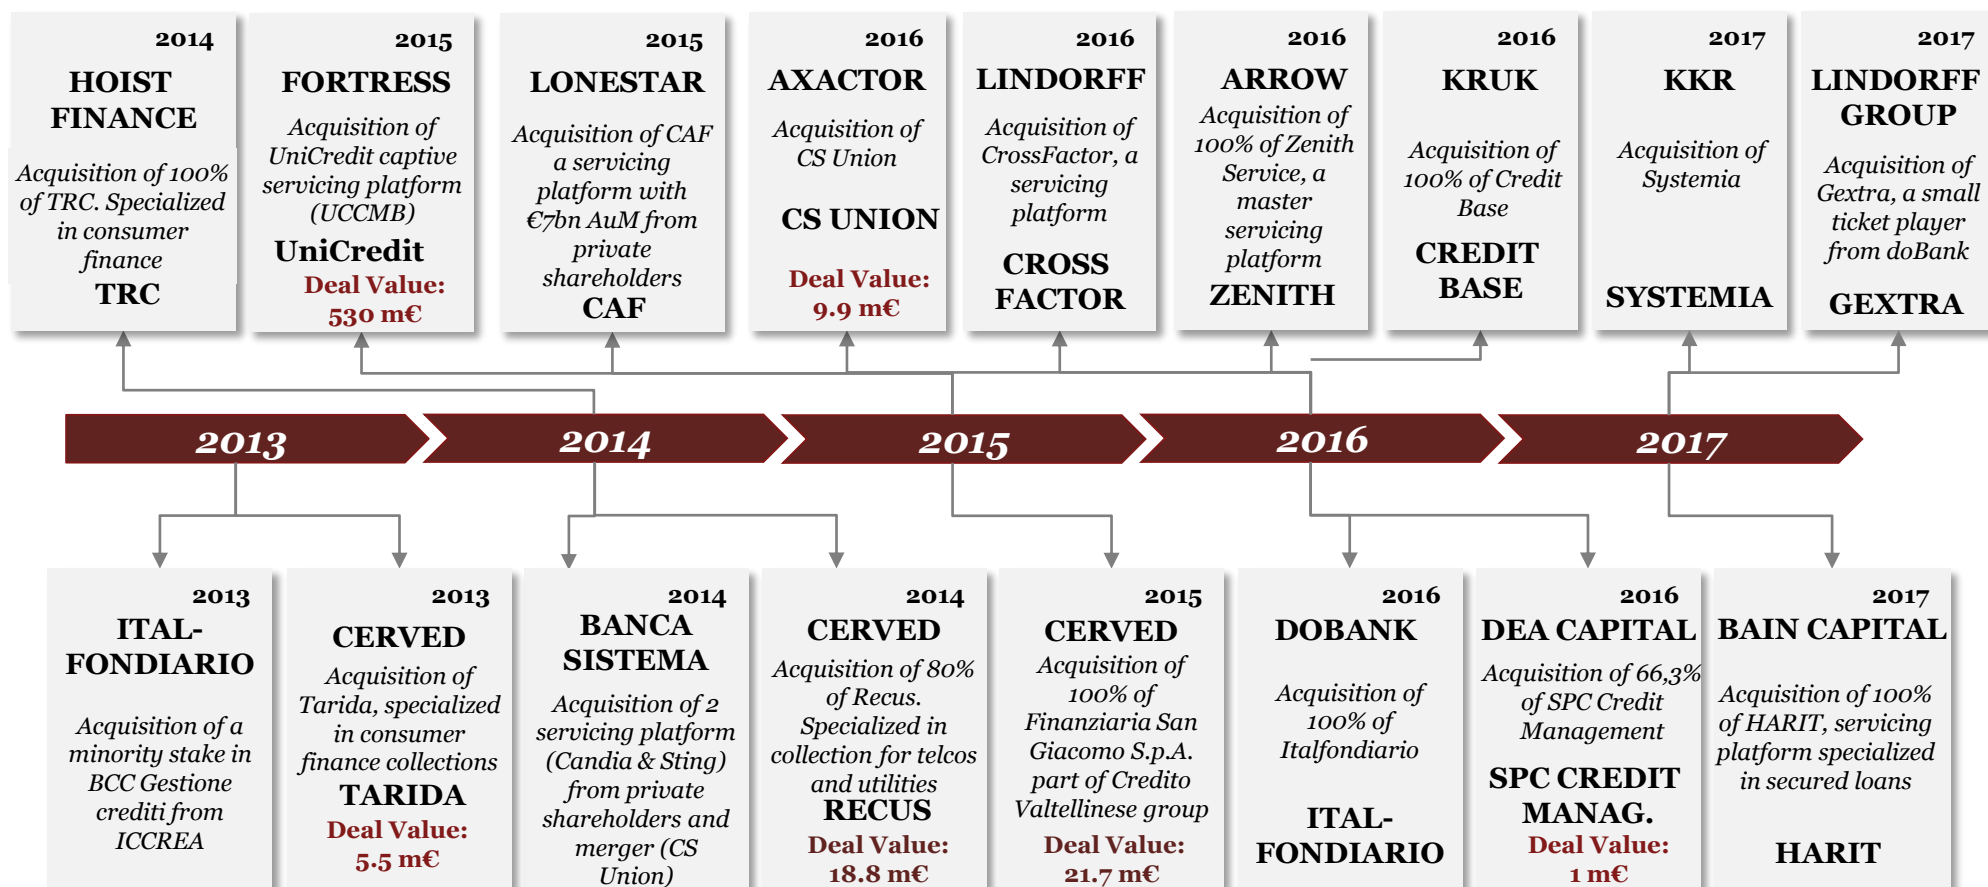 2014
HOIST
FINANCE
Acquisition of 100%
of TRC. Specialized
in consumer
finance
TRC
2015
FORTRESS
Acquisition of
UniCredit captive
servicing platform
(UCCMB)
UniCredit
Deal Value:
530 m€
2015
LONESTAR
Acquisition of CAF
a servicing
platform with
€7bn AuM from
private
shareholders
CAF
2016
AXACTOR
Acquisition of
CS Union
CS UNION
Deal Value:
9.9 m€
2016
LINDORFF
Acquisition of
CrossFactor, a
servicing
platform
CROSS
FACTOR
2016
ARROW
Acquisition of
100% of Zenith
Service, a
master
servicing
platform
ZENITH
2016
KRUK
Acquisition of
100% of Credit
Base
CREDIT
BASE
2017
KKR
Acquisition of
Systemia
SYSTEMIA
2017
LINDORFF
GROUP
Acquisition of
Gextra, a small
ticket player
from doBank
GEXTRA
2013
2014
2015
2016
2017
2013
ITAL-
FONDIARIO
Acquisition of a
minority stake in
BCC Gestione
crediti from
ICCREA
2013
CERVED
Acquisition of
Tarida, specialized
in consumer
finance collections
TARIDA
Deal Value:
5.5 m€
2014
BANCA
SISTEMA
Acquisition of 2
servicing platform
(Candia & Sting)
from private
shareholders and
merger (CS
Union)
2014
CERVED
Acquisition of 80%
of Recus.
Specialized in
collection for telcos
and utilities
RECUS
Deal Value:
18.8 m€
2015
CERVED
Acquisition of
100% of
Finanziaria San
Giacomo S.p.A.
part of Credito
Valtellinese group
Deal Value:
21.7 m€
2016
DOBANK
Acquisition of
100% of
Italfondiario
ITAL-
FONDIARIO
2016
DEA CAPITAL
Acquisition of 66,3%
of SPC Credit
Management
SPC CREDIT
MANAG.
Deal Value:
1 m€
2017
BAIN CAPITAL
Acquisition of 100%
of HARIT, servicing
platform specialized
in secured loans
HARIT